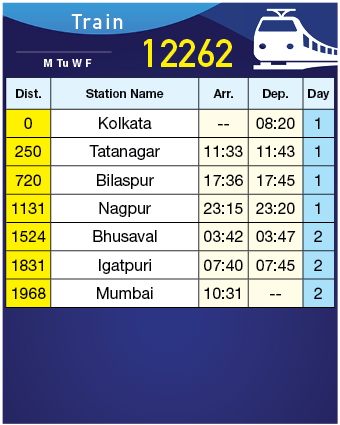 Train
M Tu W F
12262
Dist. Station Name Arr. Dep. Day
0 Kolkata -- 08:20 1
250 Tatanagar 11:33 11:43 1
720 Bilaspur 17:36 17:45 1
1131 Nagpur 23:15 23:20 1
1524 Bhusaval 03:42 03:47 2
1831 Igatpuri 07:40 07:45 2
1968 Mumbai 10:31 -- 2